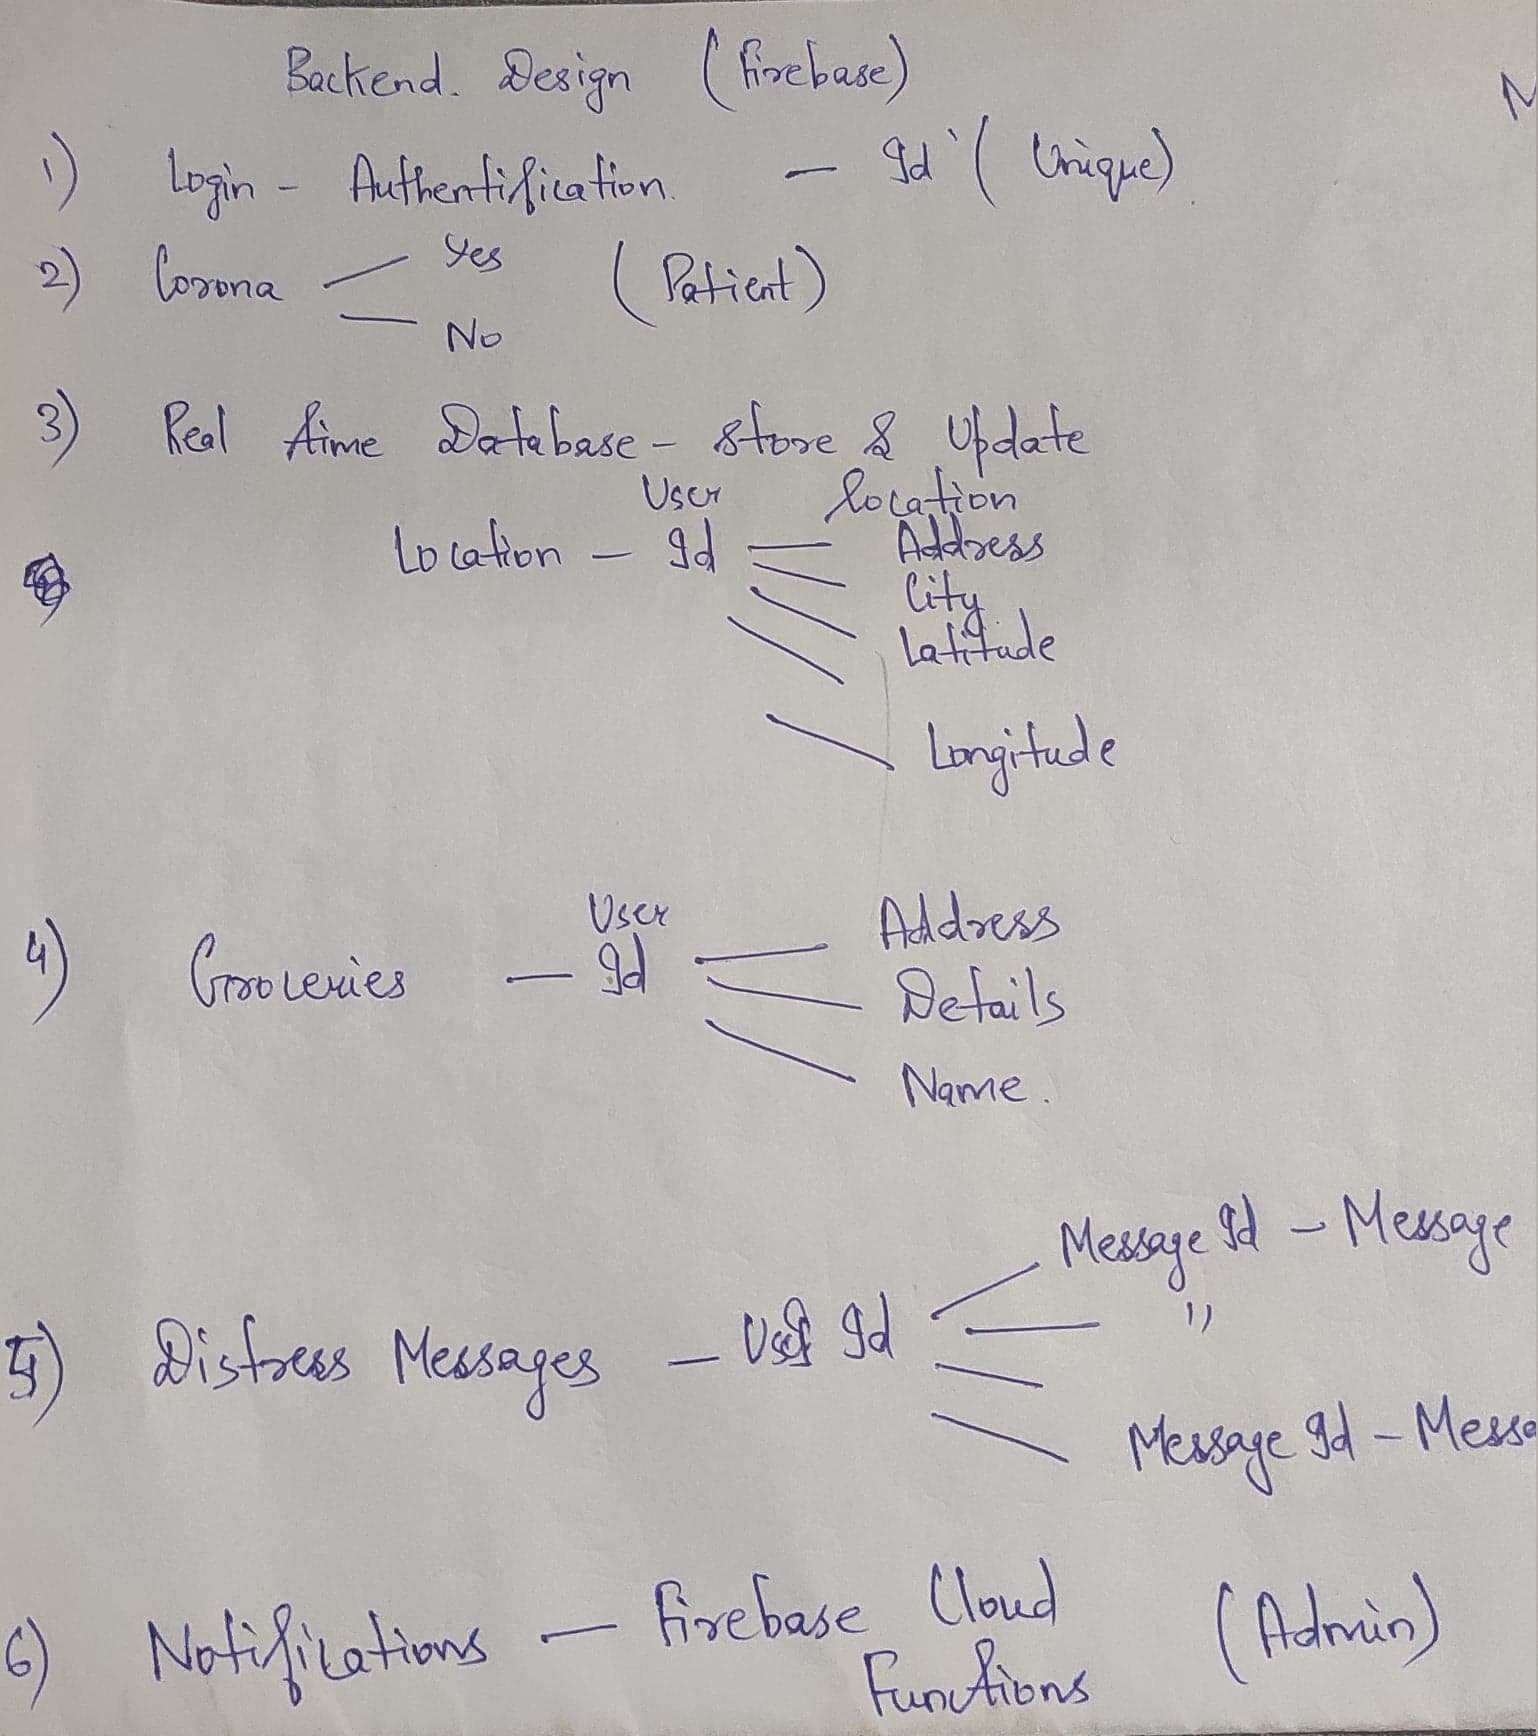 Backend. Design (firebase)
1) Login - Authentification. - Id (Unique)
2) Corona - Yes (Patient)
- No
3) Real time Database - store & Update
location
Location - User Id - Address
City
Latitude
Longitude
4) Groceries - User Id - Address
Details
Name.
5) Distress Messages - User Id - Message Id - Message
"
Message Id - Messa
6) Notifications - Firebase Cloud Functions (Admin)